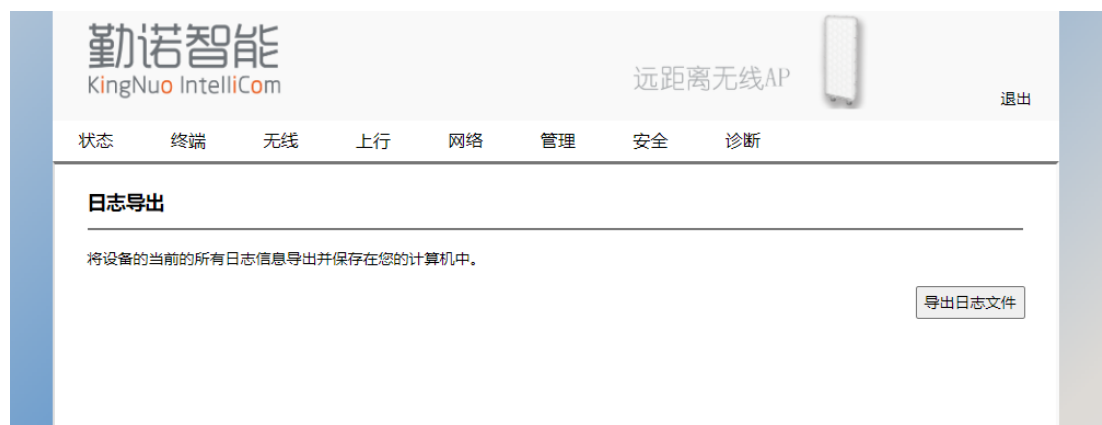 勤诺智能
KingNuo IntelliCom
远距离无线AP
退出
状态 终端 无线 上行 网络 管理 安全 诊断
日志导出
将设备的当前的所有日志信息导出并保存在您的计算机中。
导出日志文件